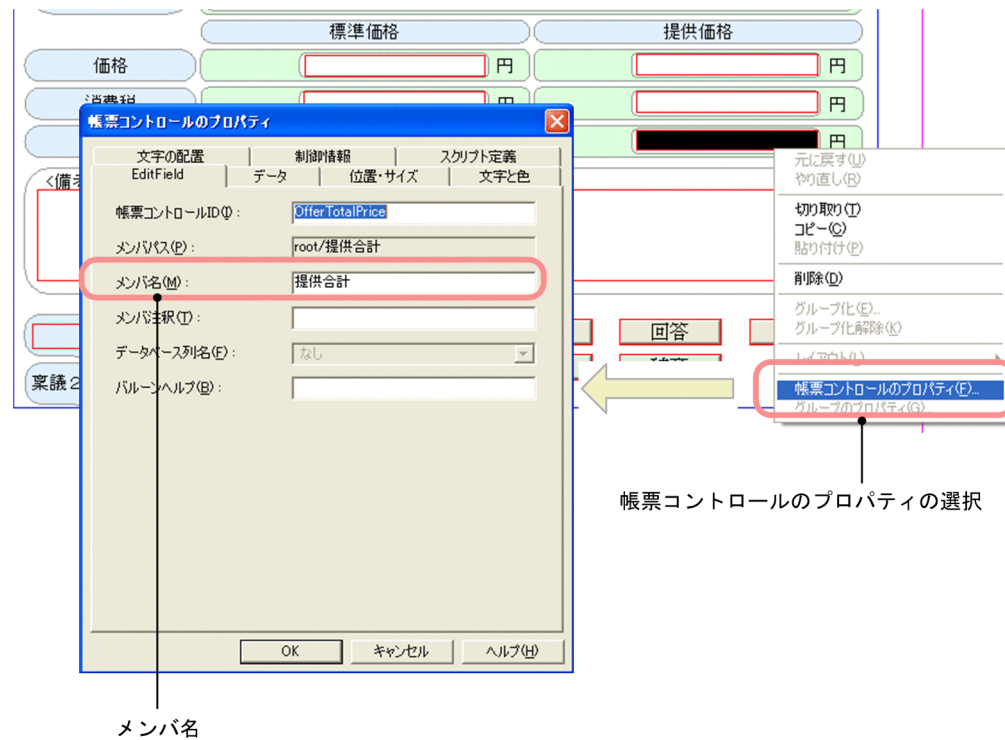 標準価格 提供価格
価格 円 円
消費税 円 円
円
<備考
帳票コントロールのプロパティ
文字の配置 制御情報 スクリプト定義
EditField データ 位置・サイズ 文字と色
帳票コントロールID(I): OfferTotalPrice
メンバパス(P): root/提供合計
メンバ名(M): 提供合計
メンバ注釈(T):
データベース列名(F): なし
バルーンヘルプ(B):
OK キャンセル ヘルプ(H)
元に戻す(U)
やり直し(R)
切り取り(T)
コピー(C)
貼り付け(P)
削除(D)
グループ化(E)...
グループ化解除(K)
レイアウト(L)
帳票コントロールのプロパティ(F)...
グループのプロパティ(G)
回答
稟議2
帳票コントロールのプロパティの選択
メンバ名